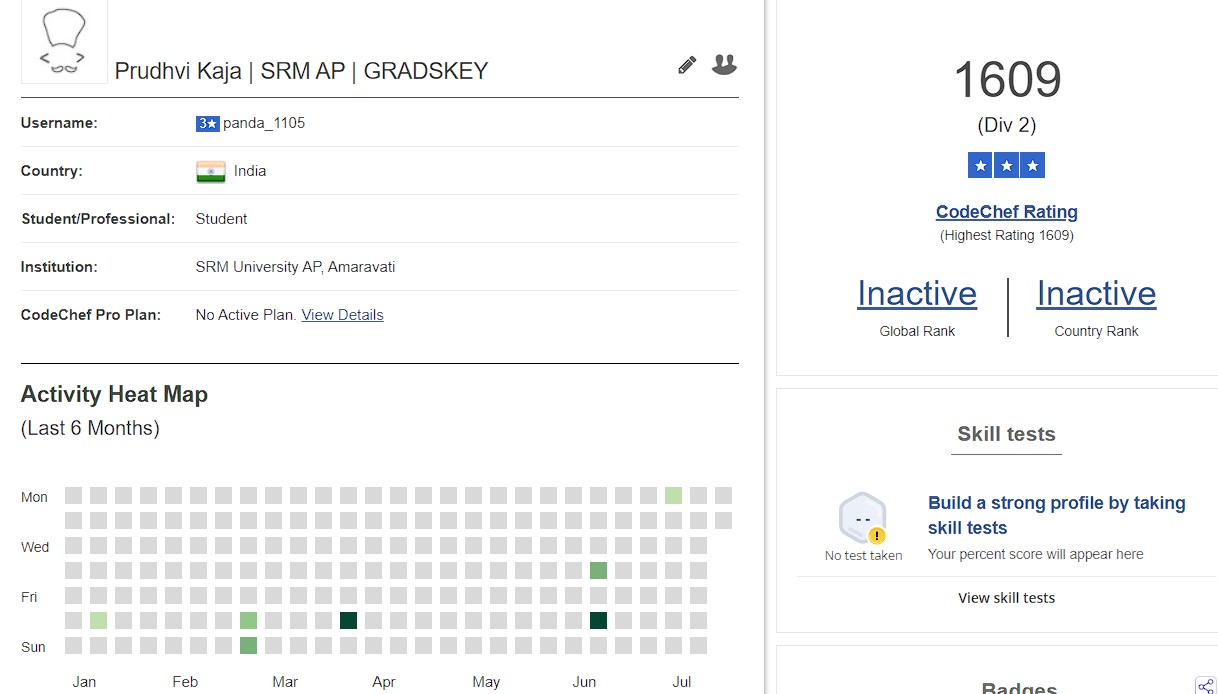 Prudhvi Kaja | SRM AP | GRADSKEY
Username: 3★ panda_1105
Country: India
Student/Professional: Student
Institution: SRM University AP, Amaravati
CodeChef Pro Plan: No Active Plan. View Details
Activity Heat Map
(Last 6 Months)
Mon
Wed
Fri
Sun
Jan Feb Mar Apr May Jun Jul
1609
(Div 2)
★ ★ ★
CodeChef Rating
(Highest Rating 1609)
Inactive Inactive
Global Rank Country Rank
Skill tests
Build a strong profile by taking
skill tests
No test taken
Your percent score will appear here
View skill tests
Badges